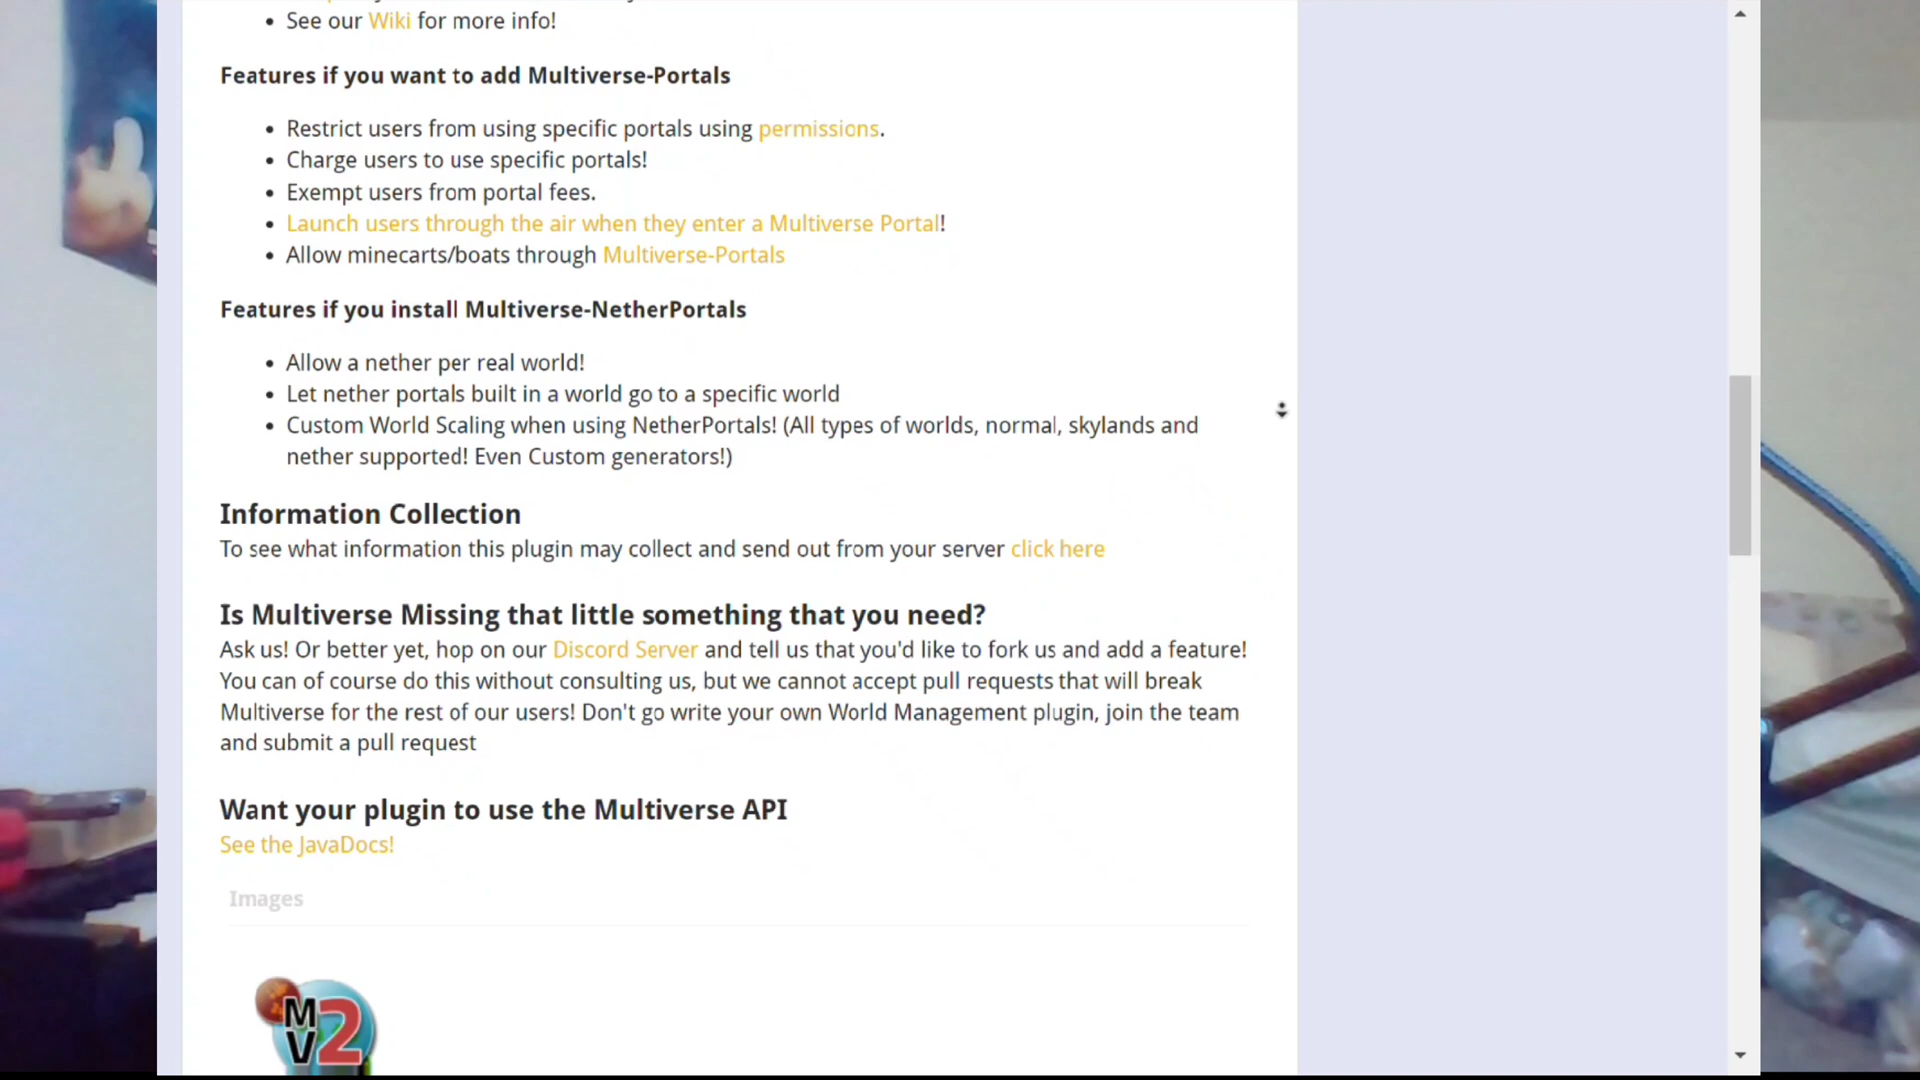 See our Wiki for more info!
Features if you want to add Multiverse-Portals
Restrict users from using specific portals using permissions.
Charge users to use specific portals!
Exempt users from portal fees.
Launch users through the air when they enter a Multiverse Portal!
Allow minecarts/boats through Multiverse-Portals
Features if you install Multiverse-NetherPortals
Allow a nether per real world!
Let nether portals built in a world go to a specific world
Custom World Scaling when using NetherPortals! (All types of worlds, normal, skylands and
nether supported! Even Custom generators!)
Information Collection
To see what information this plugin may collect and send out from your server click here
Is Multiverse Missing that little something that you need?
Ask us! Or better yet, hop on our Discord Server and tell us that you'd like to fork us and add a feature!
You can of course do this without consulting us, but we cannot accept pull requests that will break
Multiverse for the rest of our users! Don't go write your own World Management plugin, join the team
and submit a pull request
Want your plugin to use the Multiverse API
See the JavaDocs!
Images
MV2